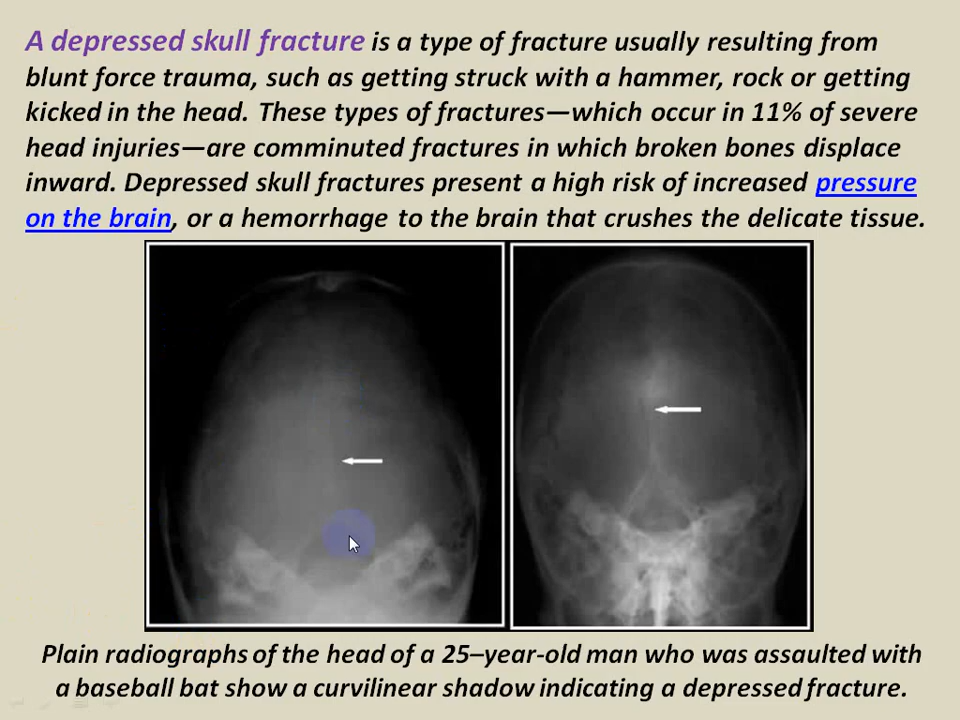 A depressed skull fracture is a type of fracture usually resulting from
blunt force trauma, such as getting struck with a hammer, rock or getting
kicked in the head. These types of fractures—which occur in 11% of severe
head injuries—are comminuted fractures in which broken bones displace
inward. Depressed skull fractures present a high risk of increased pressure
on the brain, or a hemorrhage to the brain that crushes the delicate tissue.
Plain radiographs of the head of a 25–year-old man who was assaulted with
a baseball bat show a curvilinear shadow indicating a depressed fracture.